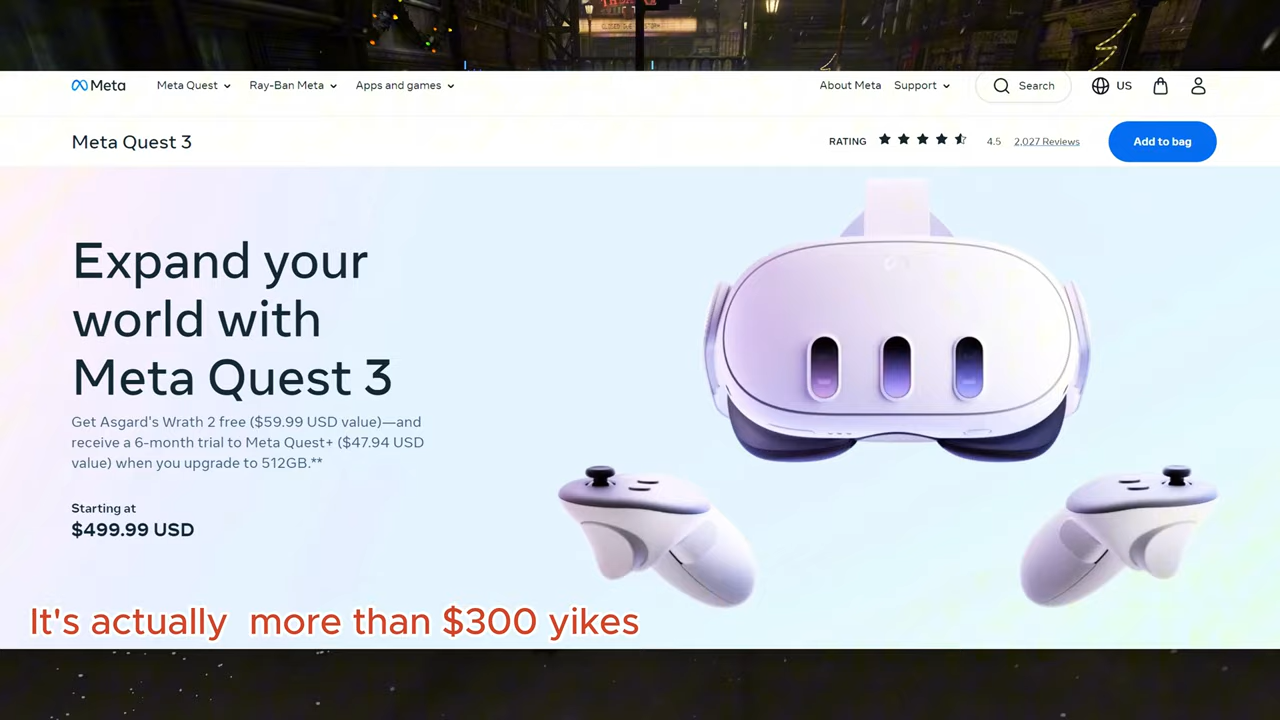 Meta
Meta Quest
Ray-Ban Meta
Apps and games
About Meta
Support
Search
US
Meta Quest 3
RATING
4.5
2,027 Reviews
Add to bag
Expand your
world with
Meta Quest 3
Get Asgard's Wrath 2 free ($59.99 USD value)—and
receive a 6-month trial to Meta Quest+ ($47.94 USD
value) when you upgrade to 512GB.**
Starting at
$499.99 USD
It's actually  more than $300 yikes